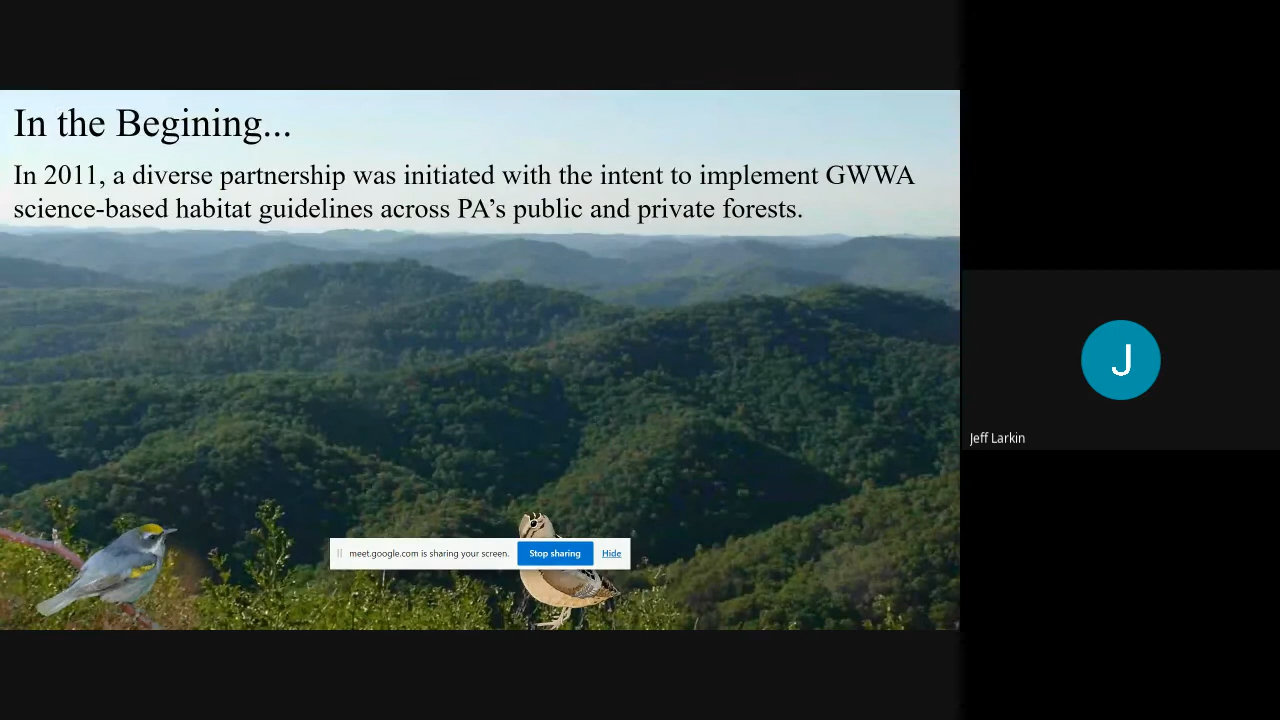 In the Begining...
In 2011, a diverse partnership was initiated with the intent to implement GWWA
science-based habitat guidelines across PA’s public and private forests.
J
Jeff Larkin
meet.google.com is sharing your screen.
Stop sharing
Hide